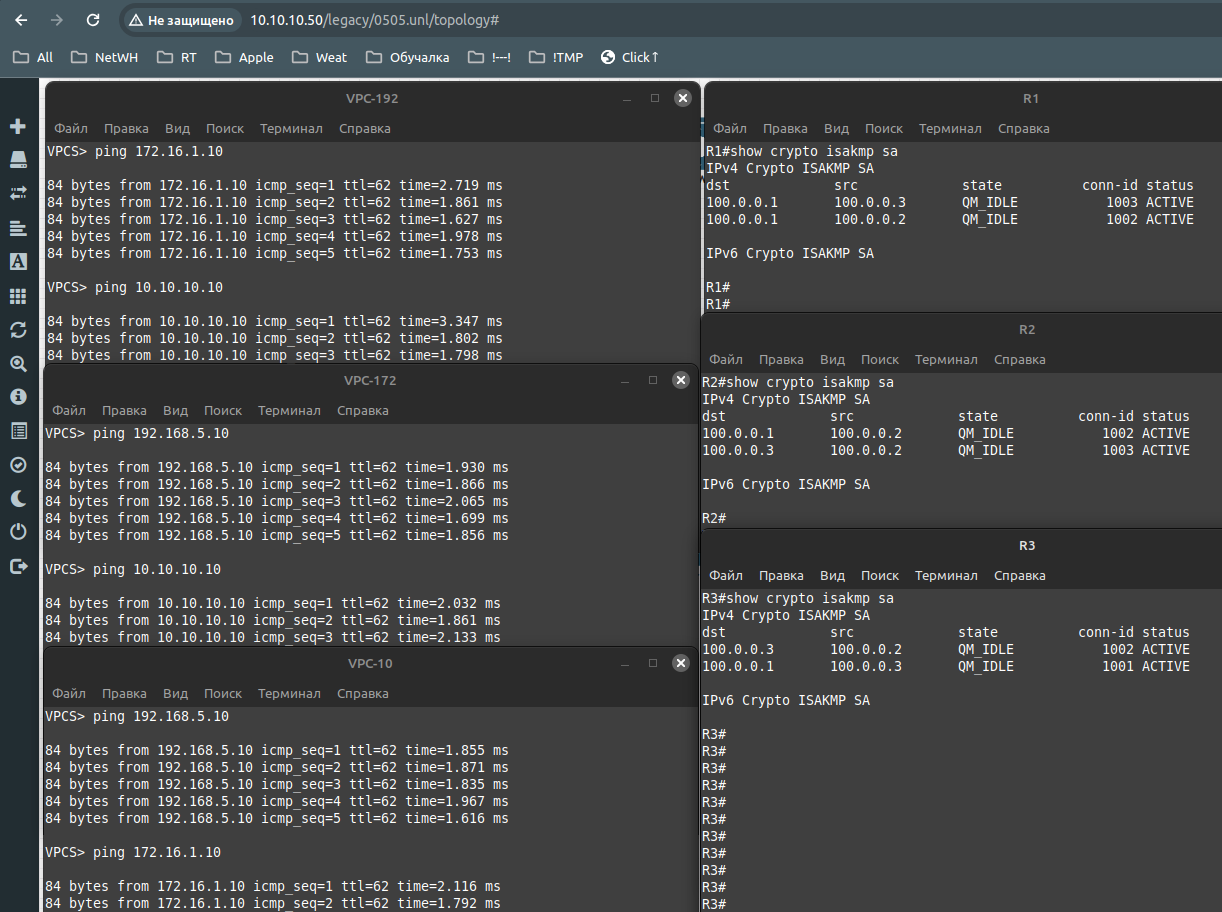 Не защищено 10.10.10.50/legacy/0505.unl/topology#
All NetWH RT Apple Weat Обучалка !---! !TMP Click↑
VPC-192
Файл Правка Вид Поиск Терминал Справка
VPCS> ping 172.16.1.10
84 bytes from 172.16.1.10 icmp_seq=1 ttl=62 time=2.719 ms
84 bytes from 172.16.1.10 icmp_seq=2 ttl=62 time=1.861 ms
84 bytes from 172.16.1.10 icmp_seq=3 ttl=62 time=1.627 ms
84 bytes from 172.16.1.10 icmp_seq=4 ttl=62 time=1.978 ms
84 bytes from 172.16.1.10 icmp_seq=5 ttl=62 time=1.753 ms
VPCS> ping 10.10.10.10
84 bytes from 10.10.10.10 icmp_seq=1 ttl=62 time=3.347 ms
84 bytes from 10.10.10.10 icmp_seq=2 ttl=62 time=1.802 ms
84 bytes from 10.10.10.10 icmp_seq=3 ttl=62 time=1.798 ms
VPC-172
Файл Правка Вид Поиск Терминал Справка
VPCS> ping 192.168.5.10
84 bytes from 192.168.5.10 icmp_seq=1 ttl=62 time=1.930 ms
84 bytes from 192.168.5.10 icmp_seq=2 ttl=62 time=1.866 ms
84 bytes from 192.168.5.10 icmp_seq=3 ttl=62 time=2.065 ms
84 bytes from 192.168.5.10 icmp_seq=4 ttl=62 time=1.699 ms
84 bytes from 192.168.5.10 icmp_seq=5 ttl=62 time=1.856 ms
VPCS> ping 10.10.10.10
84 bytes from 10.10.10.10 icmp_seq=1 ttl=62 time=2.032 ms
84 bytes from 10.10.10.10 icmp_seq=2 ttl=62 time=1.861 ms
84 bytes from 10.10.10.10 icmp_seq=3 ttl=62 time=2.133 ms
VPC-10
Файл Правка Вид Поиск Терминал Справка
VPCS> ping 192.168.5.10
84 bytes from 192.168.5.10 icmp_seq=1 ttl=62 time=1.855 ms
84 bytes from 192.168.5.10 icmp_seq=2 ttl=62 time=1.871 ms
84 bytes from 192.168.5.10 icmp_seq=3 ttl=62 time=1.835 ms
84 bytes from 192.168.5.10 icmp_seq=4 ttl=62 time=1.967 ms
84 bytes from 192.168.5.10 icmp_seq=5 ttl=62 time=1.616 ms
VPCS> ping 172.16.1.10
84 bytes from 172.16.1.10 icmp_seq=1 ttl=62 time=2.116 ms
84 bytes from 172.16.1.10 icmp_seq=2 ttl=62 time=1.792 ms
R1
Файл Правка Вид Поиск Терминал Справка
R1#show crypto isakmp sa
IPv4 Crypto ISAKMP SA
dst src state conn-id status
100.0.0.1 100.0.0.3 QM_IDLE 1003 ACTIVE
100.0.0.1 100.0.0.2 QM_IDLE 1002 ACTIVE
IPv6 Crypto ISAKMP SA
R1#
R1#
R2
Файл Правка Вид Поиск Терминал Справка
R2#show crypto isakmp sa
IPv4 Crypto ISAKMP SA
dst src state conn-id status
100.0.0.1 100.0.0.2 QM_IDLE 1002 ACTIVE
100.0.0.3 100.0.0.2 QM_IDLE 1003 ACTIVE
IPv6 Crypto ISAKMP SA
R2#
R3
Файл Правка Вид Поиск Терминал Справка
R3#show crypto isakmp sa
IPv4 Crypto ISAKMP SA
dst src state conn-id status
100.0.0.3 100.0.0.2 QM_IDLE 1002 ACTIVE
100.0.0.1 100.0.0.3 QM_IDLE 1001 ACTIVE
IPv6 Crypto ISAKMP SA
R3#
R3#
R3#
R3#
R3#
R3#
R3#
R3#
R3#
R3#
R3#